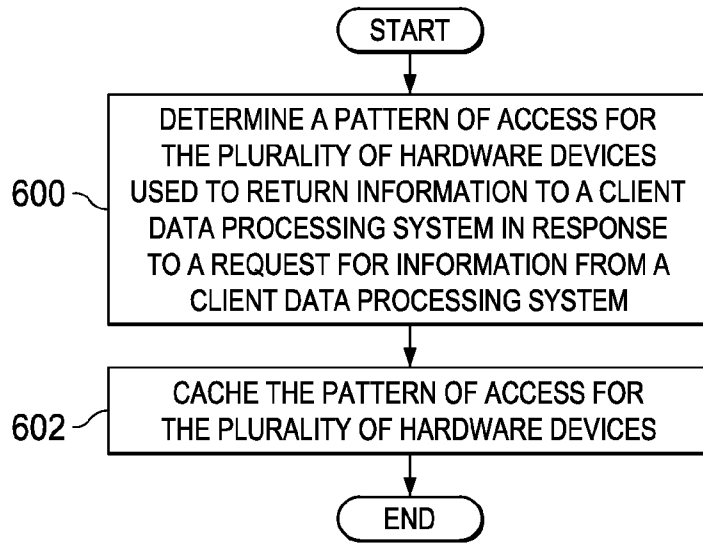 START
DETERMINE A PATTERN OF ACCESS FOR
THE PLURALITY OF HARDWARE DEVICES
USED TO RETURN INFORMATION TO A CLIENT
DATA PROCESSING SYSTEM IN RESPONSE
TO A REQUEST FOR INFORMATION FROM A
CLIENT DATA PROCESSING SYSTEM
600
CACHE THE PATTERN OF ACCESS FOR
THE PLURALITY OF HARDWARE DEVICES
602
END